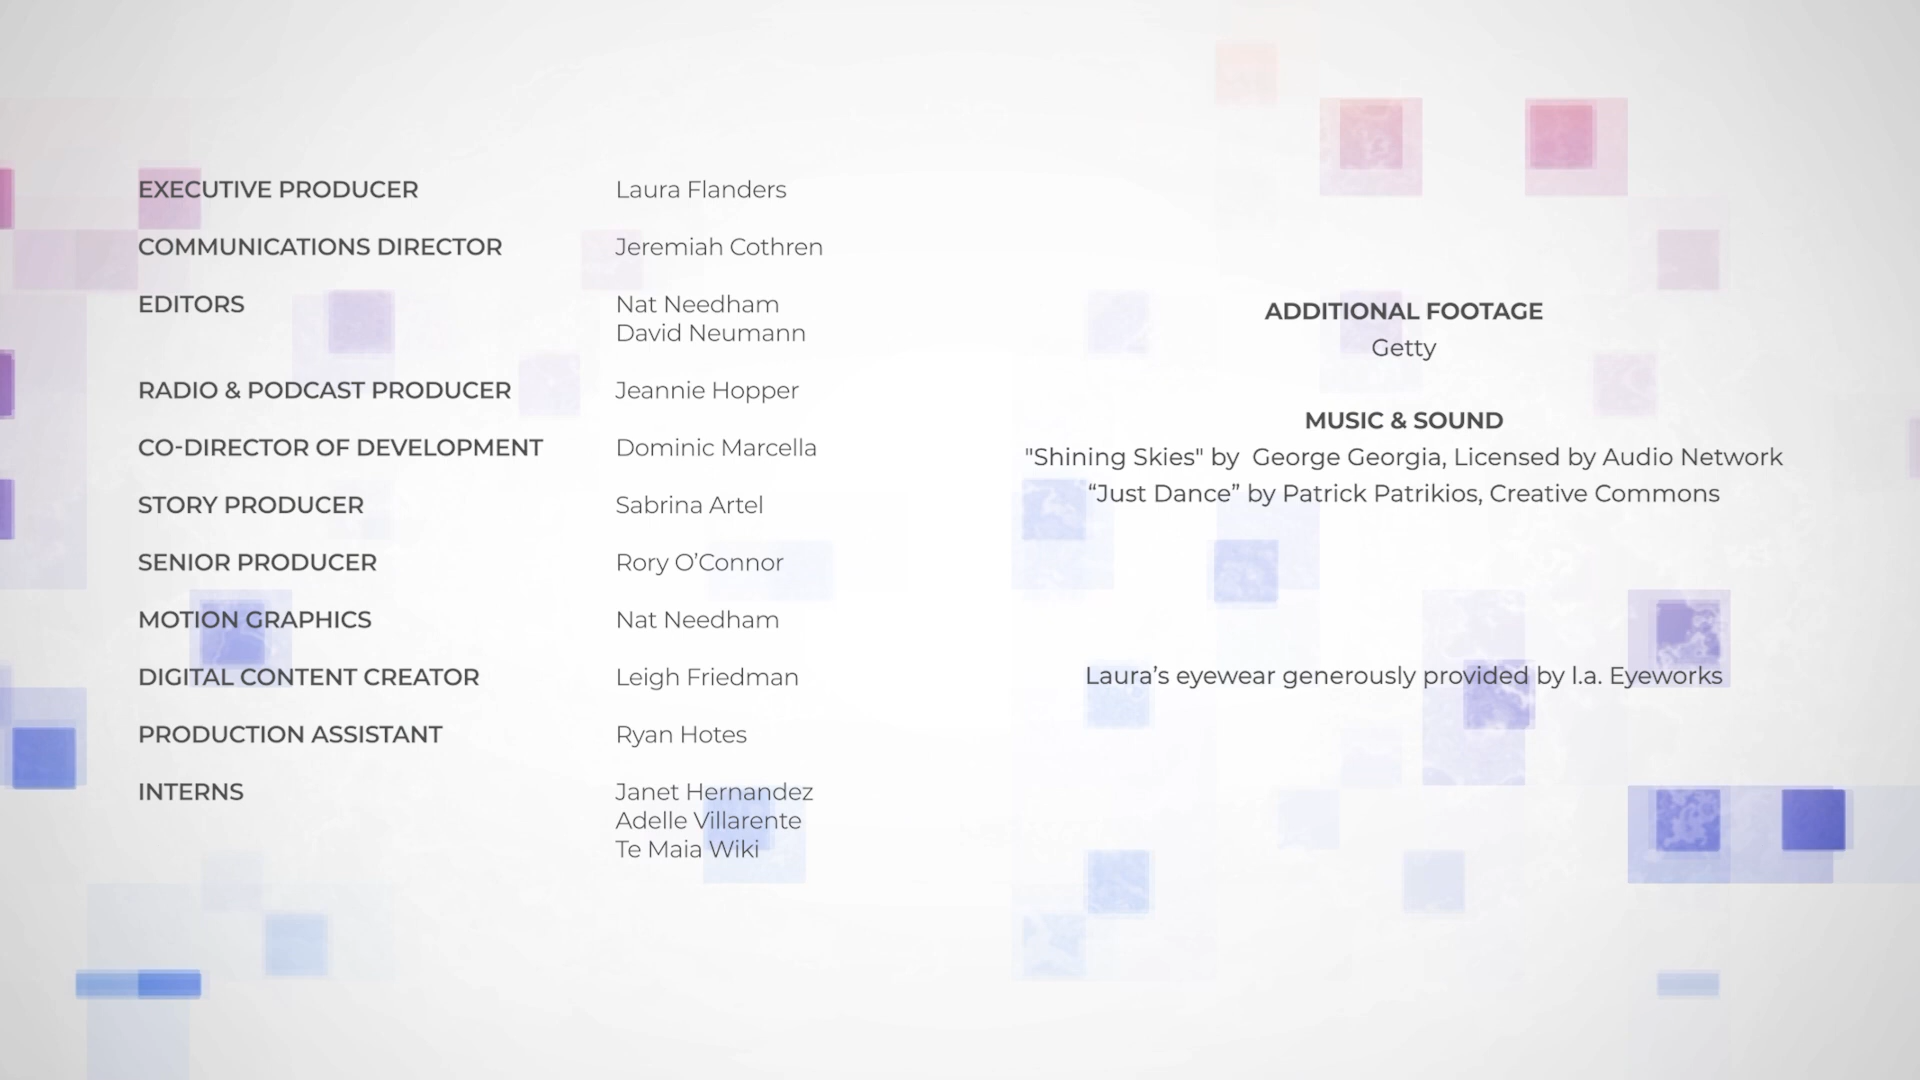 EXECUTIVE PRODUCER Laura Flanders
COMMUNICATIONS DIRECTOR Jeremiah Cothren
EDITORS Nat Needham
David Neumann
RADIO & PODCAST PRODUCER Jeannie Hopper
CO-DIRECTOR OF DEVELOPMENT Dominic Marcella
STORY PRODUCER Sabrina Artel
SENIOR PRODUCER Rory O’Connor
MOTION GRAPHICS Nat Needham
DIGITAL CONTENT CREATOR Leigh Friedman
PRODUCTION ASSISTANT Ryan Hotes
INTERNS Janet Hernandez
Adelle Villarente
Te Maia Wiki
ADDITIONAL FOOTAGE
Getty
MUSIC & SOUND
"Shining Skies" by  George Georgia, Licensed by Audio Network
“Just Dance” by Patrick Patrikios, Creative Commons
Laura’s eyewear generously provided by l.a. Eyeworks